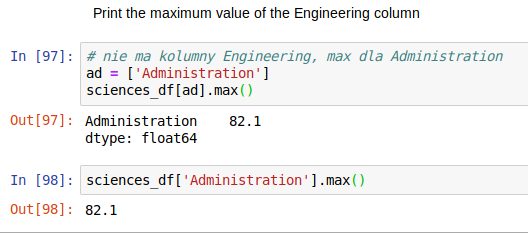 Print the maximum value of the Engineering column
In [97]: # nie ma kolumny Engineering, max dla Administration
ad = ['Administration']
sciences_df[ad].max()
Out[97]: Administration    82.1
dtype: float64
In [98]: sciences_df['Administration'].max()
Out[98]: 82.1